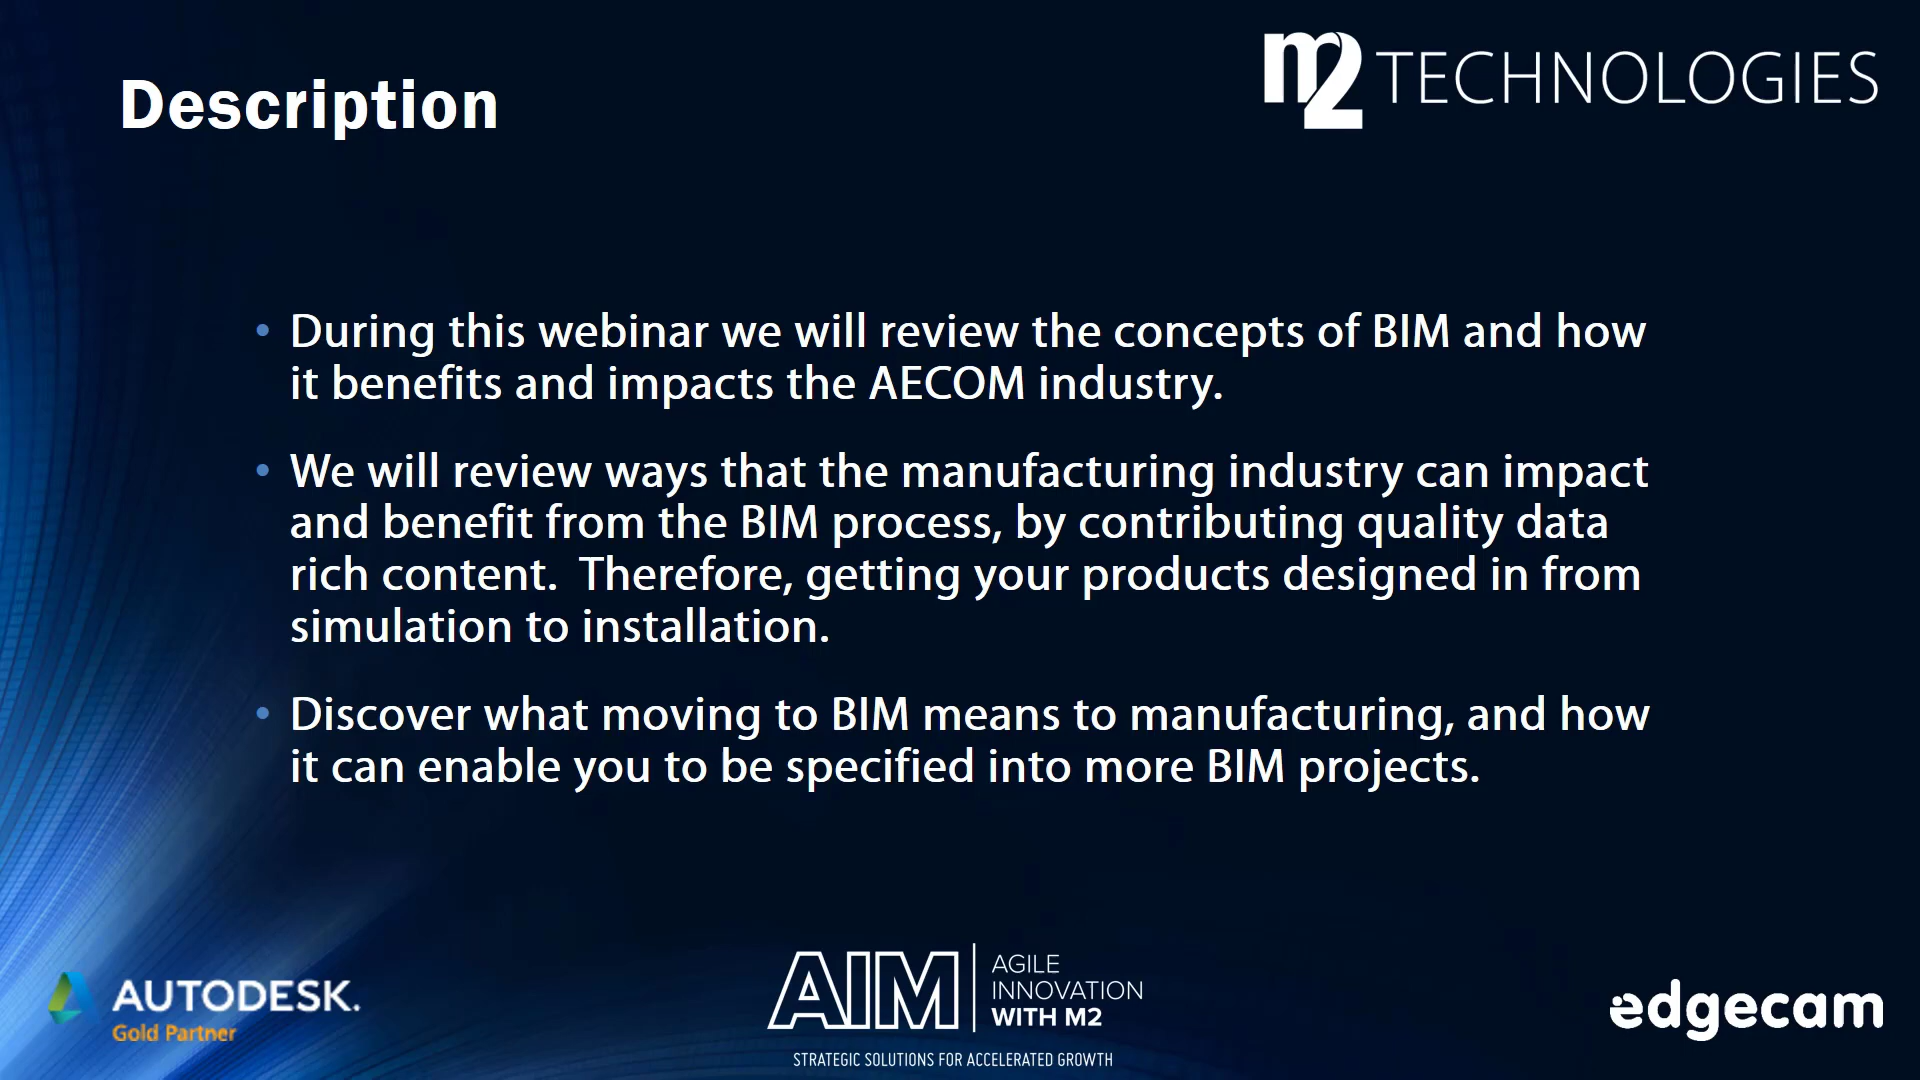 m2 TECHNOLOGIES
Description
• During this webinar we will review the concepts of BIM and how
it benefits and impacts the AECOM industry.
• We will review ways that the manufacturing industry can impact
and benefit from the BIM process, by contributing quality data
rich content.  Therefore, getting your products designed in from
simulation to installation.
• Discover what moving to BIM means to manufacturing, and how
it can enable you to be specified into more BIM projects.
AUTODESK.
Gold Partner
AIM
AGILE
INNOVATION
WITH M2
STRATEGIC SOLUTIONS FOR ACCELERATED GROWTH
edgecam